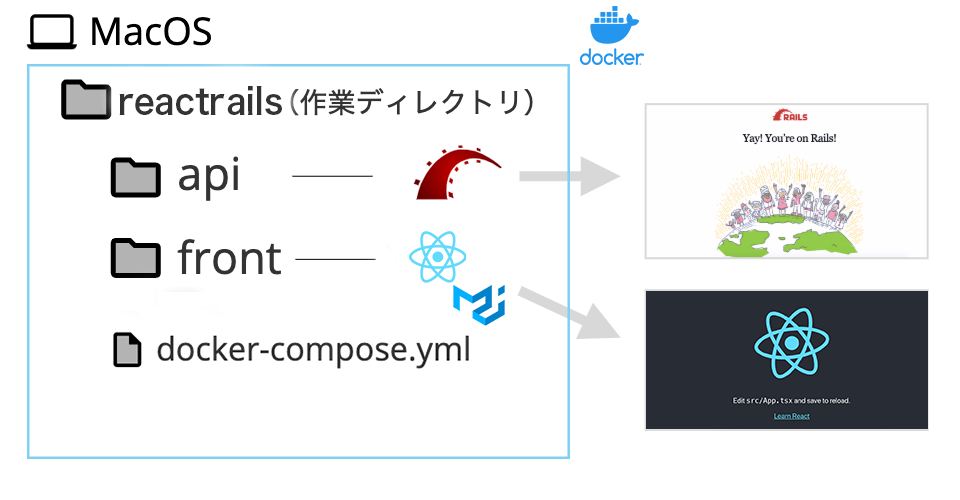 MacOS
docker
reactrails（作業ディレクトリ）
api
front
docker-compose.yml
RAILS
Yay! You're on Rails!
Edit src/App.tsx and save to reload.
Learn React